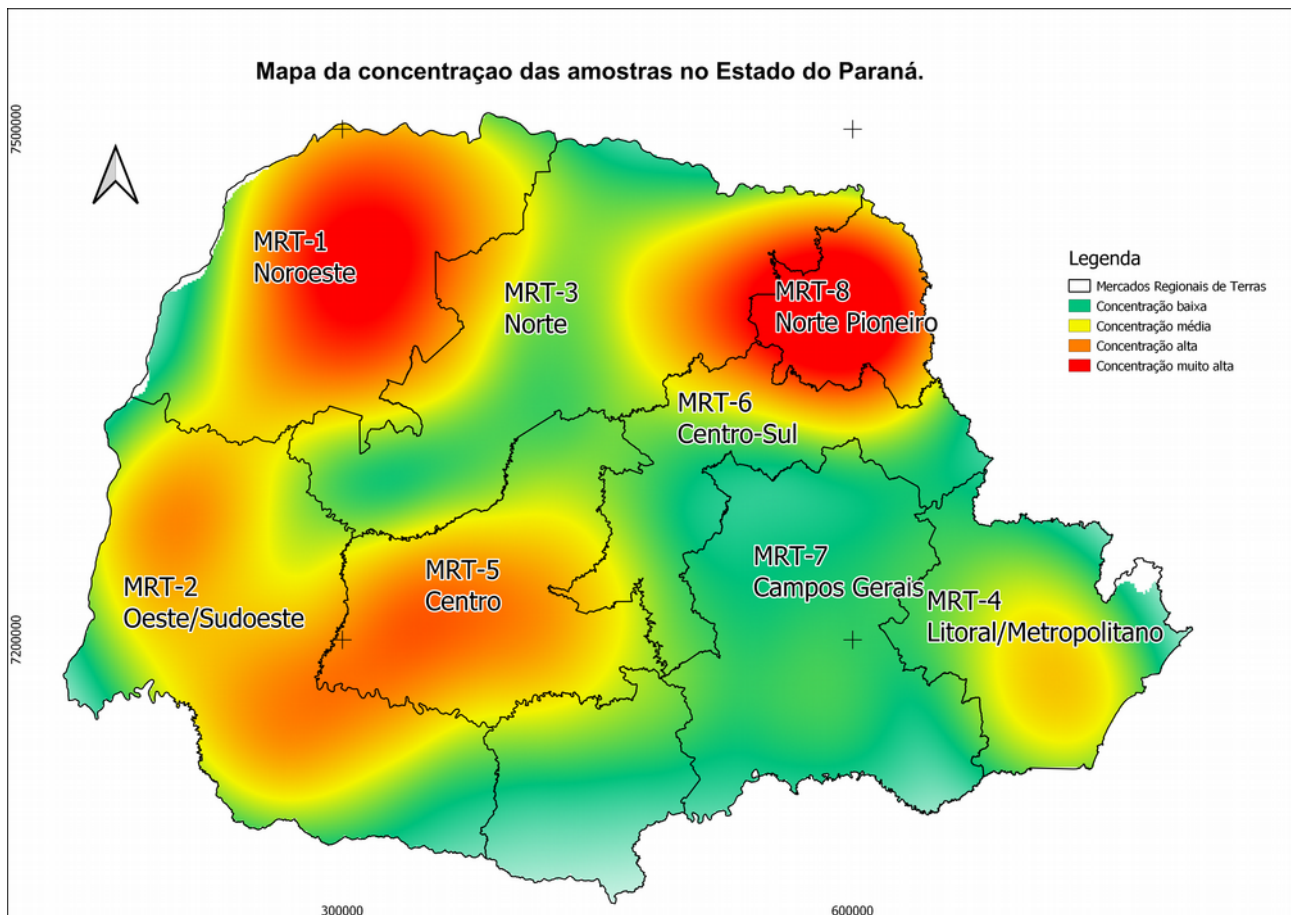 Mapa da concentraçao das amostras no Estado do Paraná.
7500000
MRT-1
Noroeste
MRT-3
Norte
MRT-8
Norte Pioneiro
Legenda
Mercados Regionais de Terras
Concentração baixa
Concentração média
Concentração alta
Concentração muito alta
MRT-6
Centro-Sul
MRT-2
Oeste/Sudoeste
MRT-5
Centro
MRT-7
Campos Gerais
MRT-4
Litoral/Metropolitano
7200000
300000
600000